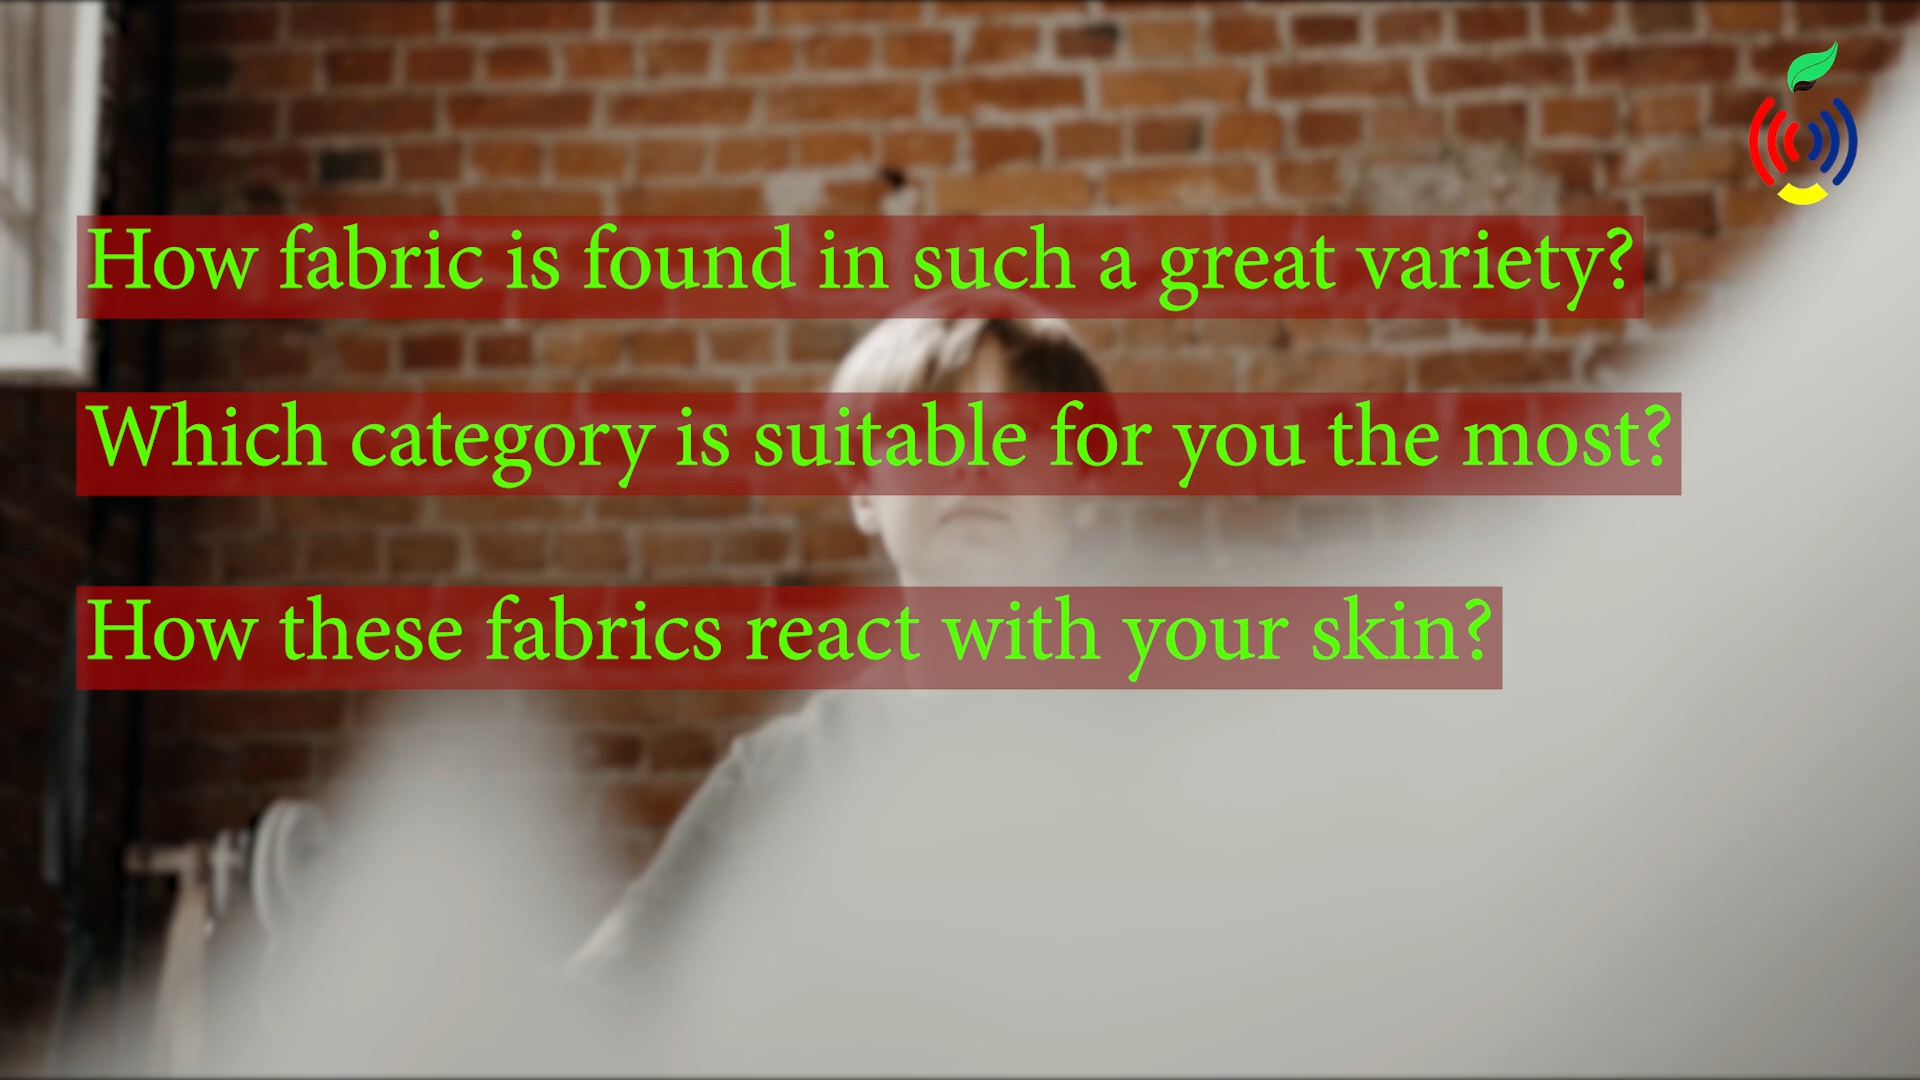 How fabric is found in such a great variety?
Which category is suitable for you the most?
How these fabrics react with your skin?